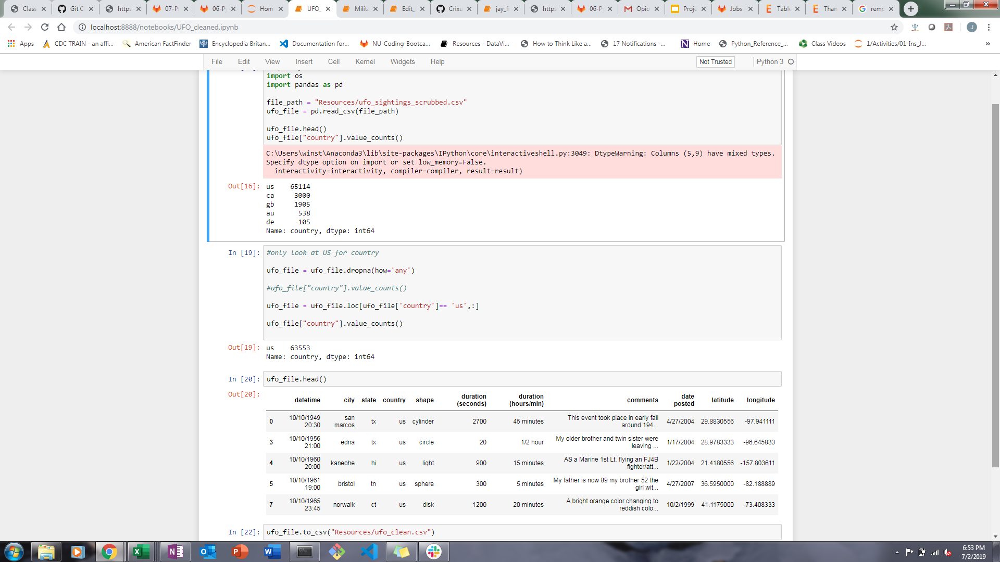 Class
Git C
https
07-P
06-P
Hom
UFO_
Milita
Edit_
Crixu
jay_fi
https
06-P
Opio
Proje
Jobs
Table
Than
remo
localhost:8888/notebooks/UFO_cleaned.ipynb
J
Apps
CDC TRAIN - an affi...
American FactFinder
Encyclopedia Britan...
Documentation for...
NU-Coding-Bootca...
Resources - DataVi...
How to Think Like a...
17 Notifications -...
Home
Python_Reference_...
Class Videos
1/Activities/01-Ins_J...
»
File Edit View Insert Cell Kernel Widgets Help
Not Trusted
Python 3
import os
import pandas as pd
file_path = "Resources/ufo_sightings_scrubbed.csv"
ufo_file = pd.read_csv(file_path)
ufo_file.head()
ufo_file["country"].value_counts()
C:\Users\winst\Anaconda3\lib\site-packages\IPython\core\interactiveshell.py:3049: DtypeWarning: Columns (5,9) have mixed types.
Specify dtype option on import or set low_memory=False.
interactivity=interactivity, compiler=compiler, result=result)
Out[16]: us 65114
ca 3000
gb 1905
au 538
de 105
Name: country, dtype: int64
In [19]: #only look at US for country
ufo_file = ufo_file.dropna(how='any')
#ufo_file["country"].value_counts()
ufo_file = ufo_file.loc[ufo_file['country']== 'us',:]
ufo_file["country"].value_counts()
Out[19]: us 63553
Name: country, dtype: int64
In [20]: ufo_file.head()
Out[20]:
datetime city state country shape duration (seconds) duration (hours/min) comments date posted latitude longitude
0 10/10/1949 20:30 san marcos tx us cylinder 2700 45 minutes This event took place in early fall around 194... 4/27/2004 29.8830556 -97.941111
3 10/10/1956 21:00 edna tx us circle 20 1/2 hour My older brother and twin sister were leaving ... 1/17/2004 28.9783333 -96.645833
4 10/10/1960 20:00 kaneohe hi us light 900 15 minutes AS a Marine 1st Lt. flying an FJ4B fighter/att... 1/22/2004 21.4180556 -157.803611
5 10/10/1961 19:00 bristol tn us sphere 300 5 minutes My father is now 89 my brother 52 the girl wit... 4/27/2007 36.5950000 -82.188889
7 10/10/1965 23:45 norwalk ct us disk 1200 20 minutes A bright orange color changing to reddish colo... 10/2/1999 41.1175000 -73.408333
In [22]: ufo_file.to_csv("Resources/ufo_clean.csv")
6:53 PM
7/2/2019